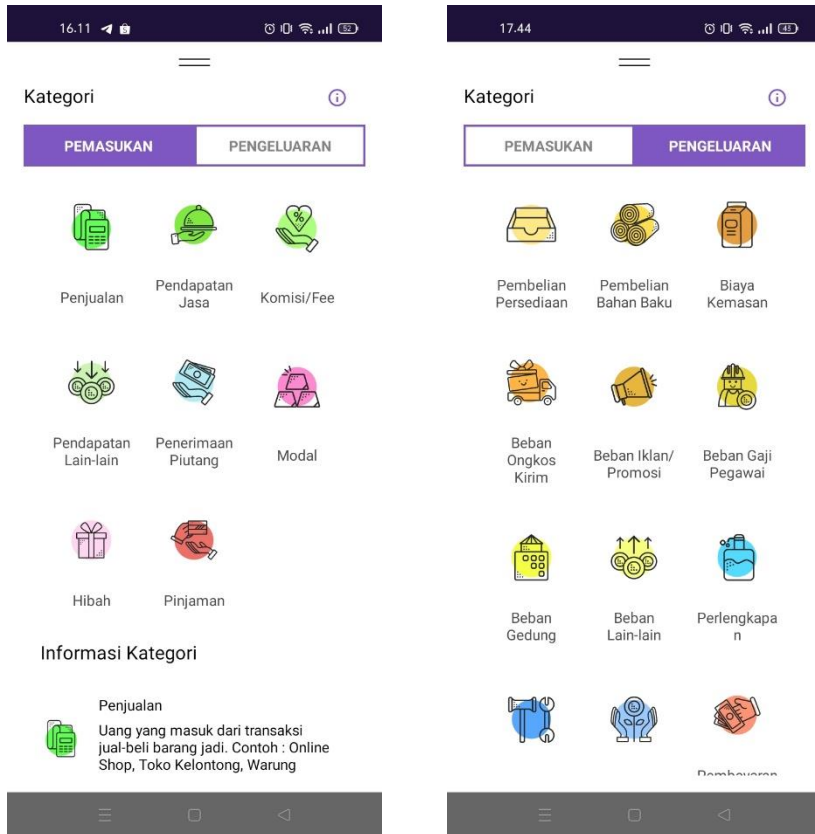 16.11
52
Kategori
PEMASUKAN
PENGELUARAN
Penjualan
Pendapatan
Jasa
Komisi/Fee
Pendapatan
Lain-lain
Penerimaan
Piutang
Modal
Hibah
Pinjaman
Informasi Kategori
Penjualan
Uang yang masuk dari transaksi
jual-beli barang jadi. Contoh : Online
Shop, Toko Kelontong, Warung
17.44
Kategori
PEMASUKAN
PENGELUARAN
Pembelian
Persediaan
Pembelian
Bahan Baku
Biaya
Kemasan
Beban
Ongkos
Kirim
Beban Iklan/
Promosi
Beban Gaji
Pegawai
Beban
Gedung
Beban
Lain-lain
Perlengkapa
n
Pembayaran